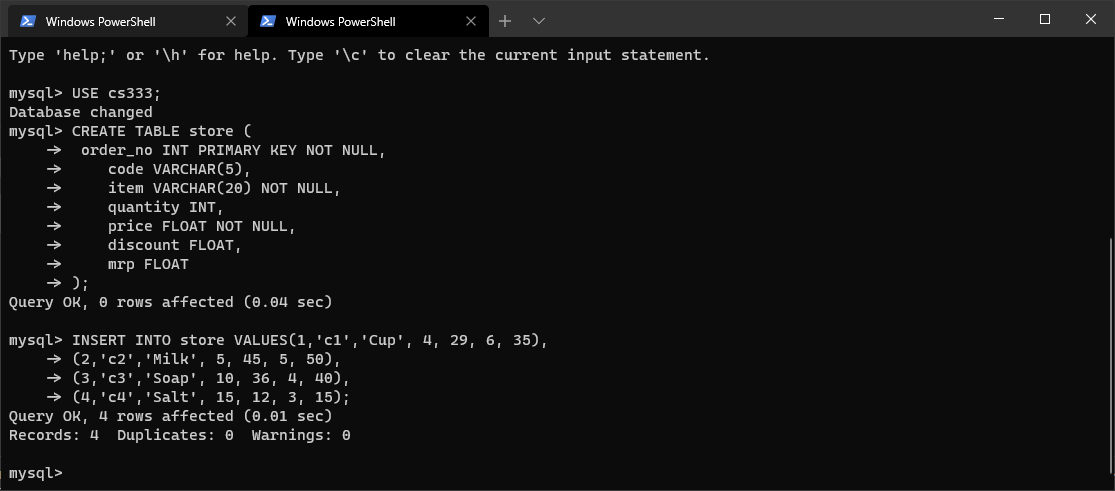 Windows PowerShell
Windows PowerShell
Type 'help;' or '\h' for help. Type '\c' to clear the current input statement.
mysql> USE cs333;
Database changed
mysql> CREATE TABLE store (
    ->  order_no INT PRIMARY KEY NOT NULL,
    ->     code VARCHAR(5),
    ->     item VARCHAR(20) NOT NULL,
    ->     quantity INT,
    ->     price FLOAT NOT NULL,
    ->     discount FLOAT,
    ->     mrp FLOAT
    -> );
Query OK, 0 rows affected (0.04 sec)
mysql> INSERT INTO store VALUES(1,'c1','Cup', 4, 29, 6, 35),
    -> (2,'c2','Milk', 5, 45, 5, 50),
    -> (3,'c3','Soap', 10, 36, 4, 40),
    -> (4,'c4','Salt', 15, 12, 3, 15);
Query OK, 4 rows affected (0.01 sec)
Records: 4  Duplicates: 0  Warnings: 0
mysql>